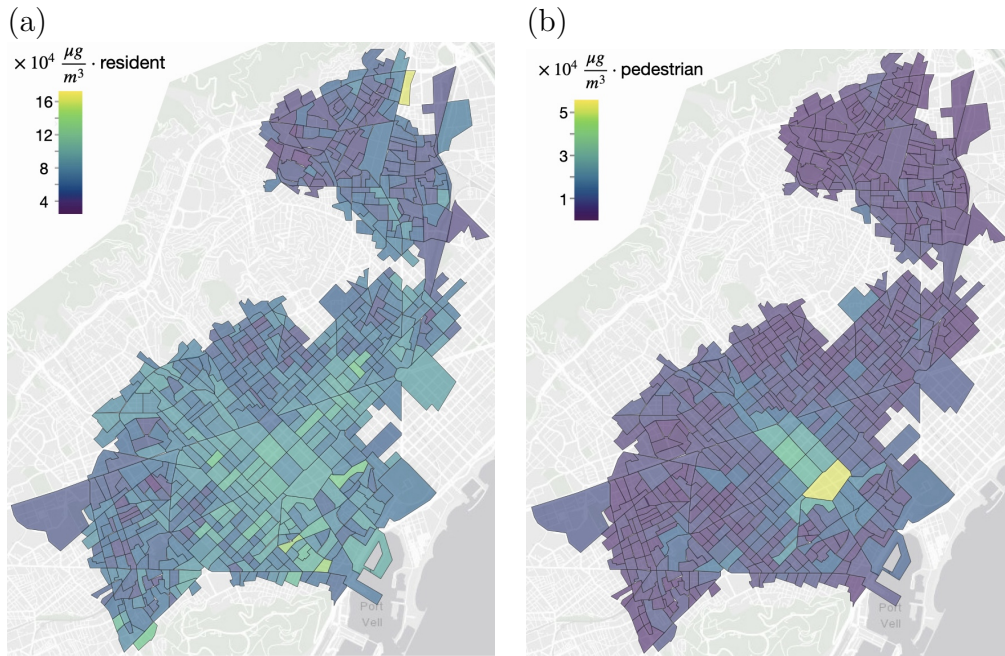 (a)
× 10⁴ μg/m³ · resident
16
12
8
4
Port
Vell
(b)
× 10⁴ μg/m³ · pedestrian
5
3
1
Port
Vell